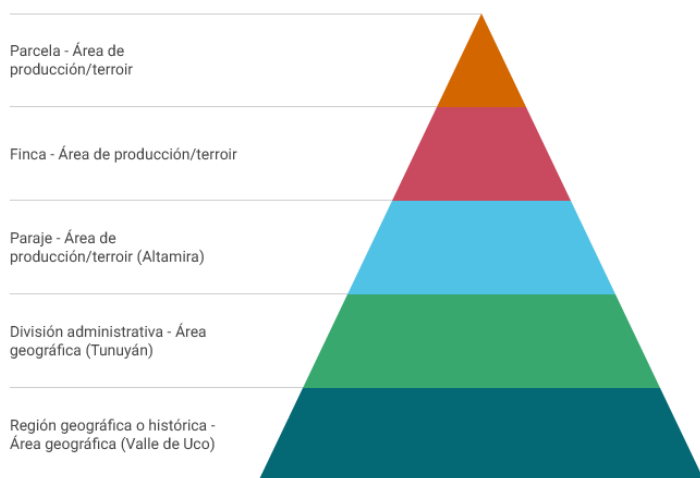 Parcela - Área de
producción/terroir
Finca - Área de producción/terroir
Paraje - Área de
producción/terroir (Altamira)
División administrativa - Área
geográfica (Tunuyán)
Región geográfica o histórica -
Área geográfica (Valle de Uco)